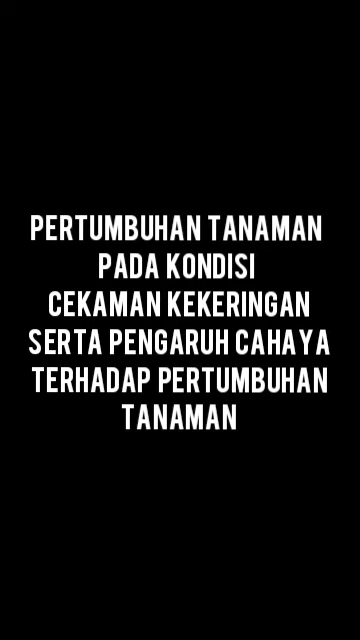 PERTUMBUHAN TANAMAN
PADA KONDISI
CEKAMAN KEKERINGAN
SERTA PENGARUH CAHAYA
TERHADAP PERTUMBUHAN
TANAMAN